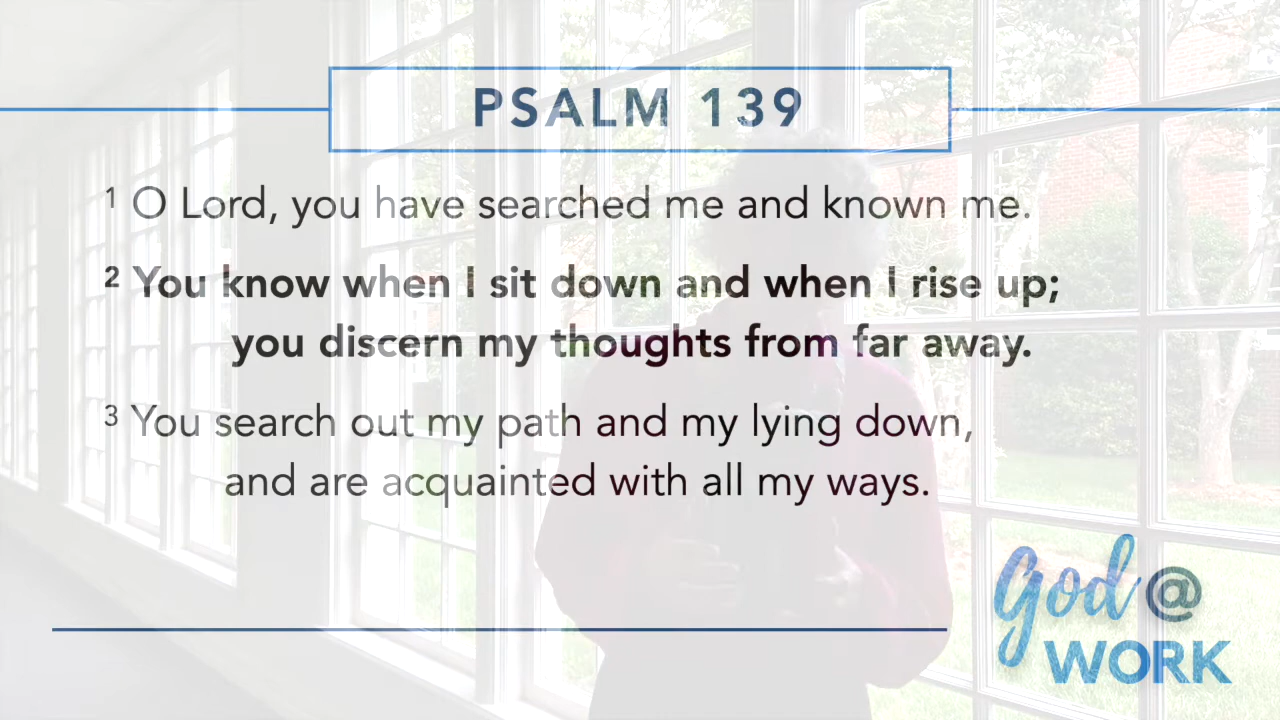 PSALM 139
¹ O Lord, you have searched me and known me.
² You know when I sit down and when I rise up;
you discern my thoughts from far away.
³ You search out my path and my lying down,
and are acquainted with all my ways.
God @
WORK